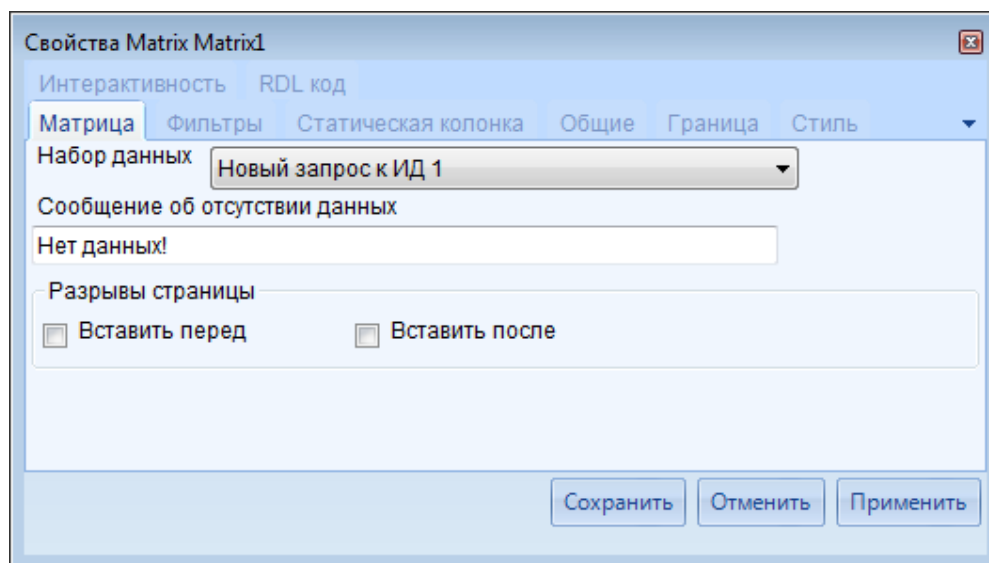 Свойства Matrix Matrix1
Интерактивность RDL код
Матрица Фильтры Статическая колонка Общие Граница Стиль
Набор данных Новый запрос к ИД 1
Сообщение об отсутствии данных
Нет данных!
Разрывы страницы
Вставить перед Вставить после
Сохранить Отменить Применить